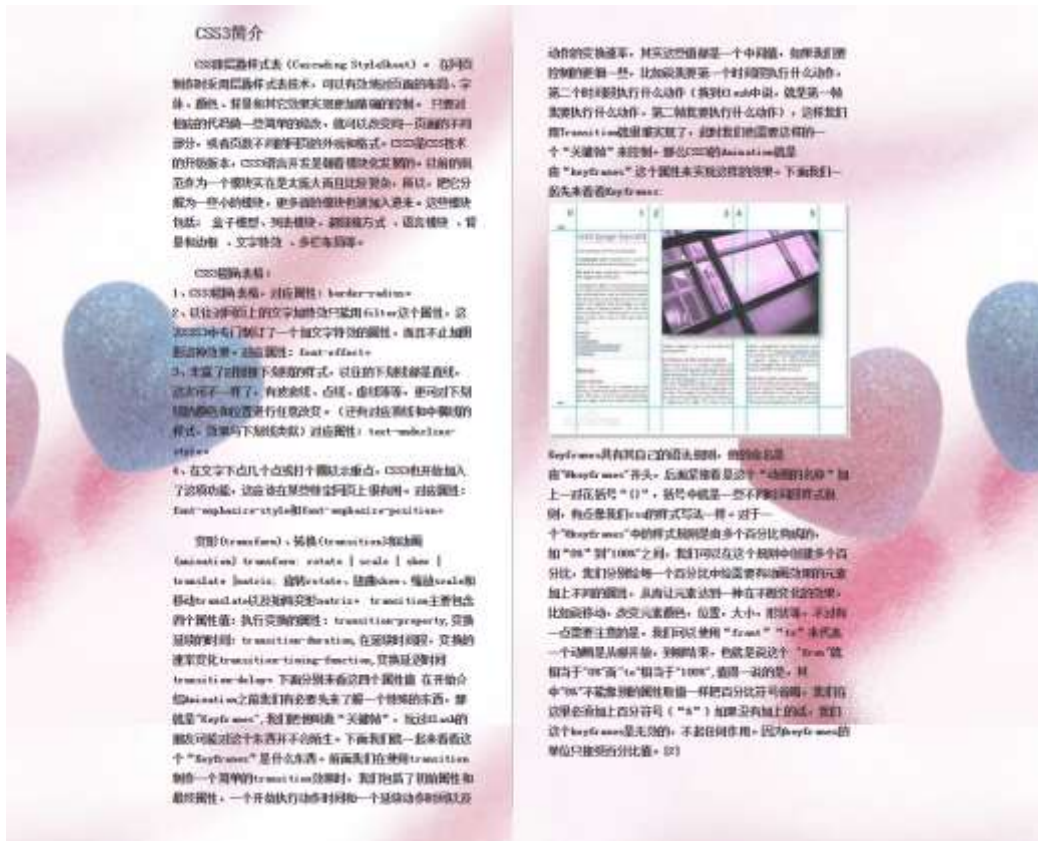 CSS3简介
CSS即层叠样式表（Cascading StyleSheet）。 在网页
制作时采用层叠样式表技术，可以有效地对页面的布局、字
体、颜色、背景和其它效果实现更加精确的控制。 只要对
相应的代码做一些简单的修改，就可以改变同一页面的不同
部分，或者页数不同的网页的外观和格式。CSS3是CSS技术
的升级版本，CSS3语言开发是朝着模块化发展的。以前的规
范作为一个模块实在是太庞大而且比较复杂，所以，把它分
解为一些小的模块，更多新的模块也被加入进来。这些模块
包括： 盒子模型、列表模块、超链接方式 、语言模块 、背
景和边框 、文字特效 、多栏布局等。
CSS3圆角表格：
1、CSS3圆角表格，对应属性：border-radius。
2、以往对网页上的文字加特效只能用filter这个属性，这
次CSS3中专门制订了一个加文字特效的属性，而且不止加阴
影这种效果。对应属性：font-effect。
3、丰富了对链接下划线的样式，以往的下划线都是直线，
这次可不一样了，有波浪线、点线、虚线等等，更可对下划
线的颜色和位置进行任意改变。（还有对应顶线和中横线的
样式，效果与下划线类似）对应属性：text-underline-
style。
4、在文字下点几个点或打个圈以示重点，CSS3也开始加入
了这项功能，这应该在某些特定网页上很有用。对应属性：
font-emphasize-style和font-emphasize-position。
变形(transform)、转换(transition)和动画
(animation) transform: rotate | scale | skew |
translate |matrix; 旋转rotate、扭曲skew、缩放scale和
移动translate以及矩阵变形matrix。 transition主要包含
四个属性值：执行变换的属性：transition-property,变换
延续的时间：transition-duration,在延续时间段，变换的
速率变化transition-timing-function,变换延迟时间
transition-delay。下面分别来看这四个属性值 在开始介
绍Animation之前我们有必要先来了解一个特殊的东西，那
就是"Keyframes",我们把他叫做“关键帧”，玩过flash的
朋友可能对这个东西并不会陌生。下面我们就一起来看看这
个“Keyframes”是什么东西。前面我们在使用transition
制作一个简单的transition效果时，我们包括了初始属性和
最终属性，一个开始执行动作时间和一个延续动作时间以及
动作的变换速率，其实这些值都是一个中间值，如果我们要
控制的更细一些，比如说我要第一个时间段执行什么动作，
第二个时间段执行什么动作（换到flash中说，就是第一帧
我要执行什么动作，第二帧我要执行什么动作），这样我们
用Transition就很难实现了，此时我们也需要这样的一
个“关键帧”来控制。那么CSS3的Animation就是
由“keyframes”这个属性来实现这样的效果。下面我们一
起先来看看Keyframes:
Keyframes具有其自己的语法规则，他的命名是
由"@keyframes"开头，后面紧接着是这个“动画的名称”加
上一对花括号“{}”，括号中就是一些不同时间段样式规
则，有点像我们css的样式写法一样。对于一
个"@keyframes"中的样式规则是由多个百分比构成的，
如“0%”到"100%"之间，我们可以在这个规则中创建多个百
分比，我们分别给每一个百分比中给需要有动画效果的元素
加上不同的属性，从而让元素达到一种在不断变化的效果，
比如说移动，改变元素颜色，位置，大小，形状等，不过有
一点需要注意的是，我们可以使用“fromt”“to”来代表
一个动画是从哪开始，到哪结束，也就是说这个 "from"就
相当于"0%"而"to"相当于"100%",值得一说的是，其
中"0%"不能像别的属性取值一样把百分比符号省略，我们在
这里必须加上百分符号（“%”）如果没有加上的话，我们
这个keyframes是无效的，不起任何作用。因为keyframes的
单位只接受百分比值。[2]